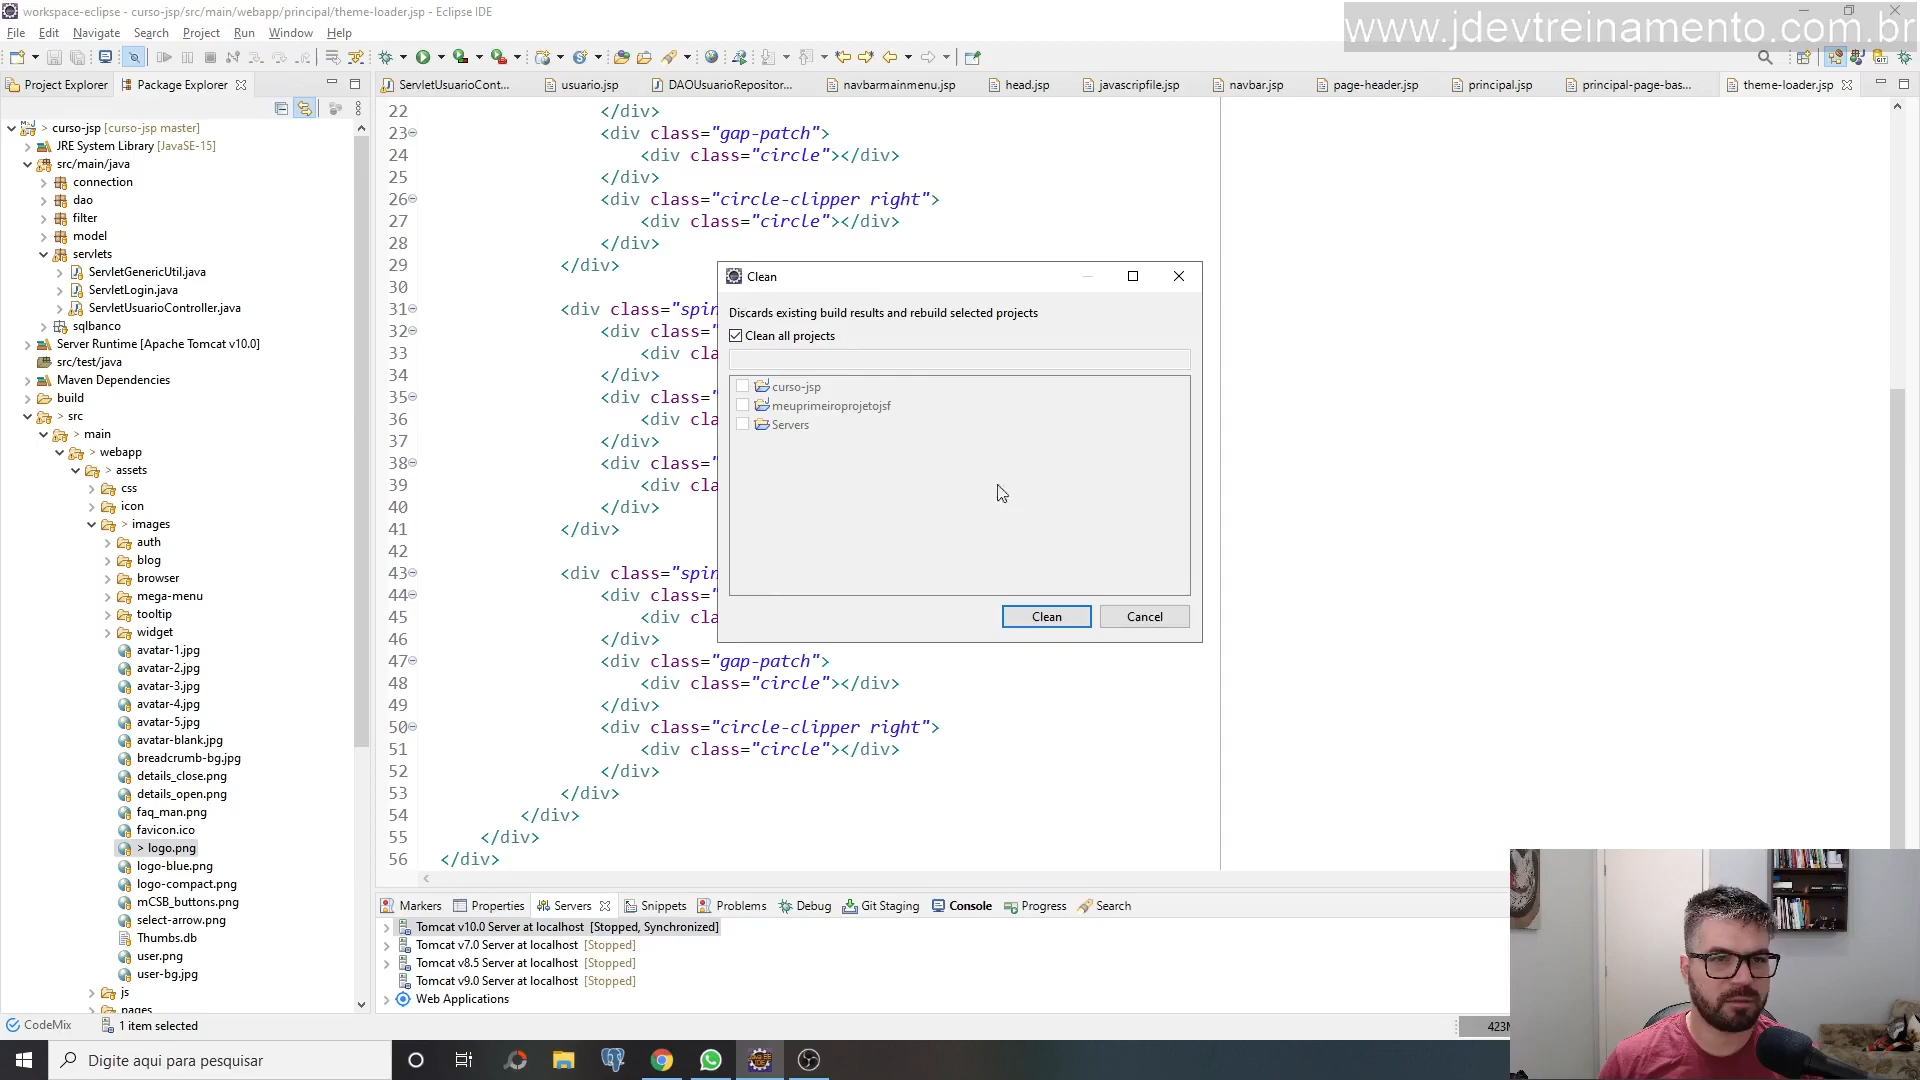 workspace-eclipse - curso-jsp/src/main/webapp/principal/theme-loader.jsp - Eclipse IDE
www.jdevtreinamento.com.br
File Edit Navigate Search Project Run Window Help
Project Explorer Package Explorer
ServletUsuarioCont... usuario.jsp DAOUsuarioRepositor... navbarmainmenu.jsp head.jsp javascripfile.jsp navbar.jsp page-header.jsp principal.jsp principal-page-bas... theme-loader.jsp
> curso-jsp [curso-jsp master]
JRE System Library [JavaSE-15]
src/main/java
connection
dao
filter
model
servlets
ServletGenericUtil.java
ServletLogin.java
ServletUsuarioController.java
sqlbanco
Server Runtime [Apache Tomcat v10.0]
src/test/java
Maven Dependencies
build
> src
> main
> webapp
> assets
css
icon
> images
auth
blog
browser
mega-menu
tooltip
widget
avatar-1.jpg
avatar-2.jpg
avatar-3.jpg
avatar-4.jpg
avatar-5.jpg
avatar-blank.jpg
breadcrumb-bg.jpg
details_close.png
details_open.png
faq_man.png
favicon.ico
> logo.png
logo-blue.png
logo-compact.png
mCSB_buttons.png
select-arrow.png
Thumbs.db
user.png
user-bg.jpg
js
pages
22 </div>
23 <div class="gap-patch">
24 <div class="circle"></div>
25 </div>
26 <div class="circle-clipper right">
27 <div class="circle"></div>
28 </div>
29 </div>
30
31 <div class="spin
32 <div class="
33 <div cla
34 </div>
35 <div class="
36 <div cla
37 </div>
38 <div class="
39 <div cla
40 </div>
41 </div>
42
43 <div class="spin
44 <div class="
45 <div cla
46 </div>
47 <div class="gap-patch">
48 <div class="circle"></div>
49 </div>
50 <div class="circle-clipper right">
51 <div class="circle"></div>
52 </div>
53 </div>
54 </div>
55 </div>
56 </div>
Clean
Discards existing build results and rebuild selected projects
Clean all projects
curso-jsp
meuprimeiroprojetojsf
Servers
Clean Cancel
Markers Properties Servers Snippets Problems Debug Git Staging Console Progress Search
Tomcat v10.0 Server at localhost [Stopped, Synchronized]
Tomcat v7.0 Server at localhost [Stopped]
Tomcat v8.5 Server at localhost [Stopped]
Tomcat v9.0 Server at localhost [Stopped]
Web Applications
CodeMix 1 item selected
423M
Digite aqui para pesquisar